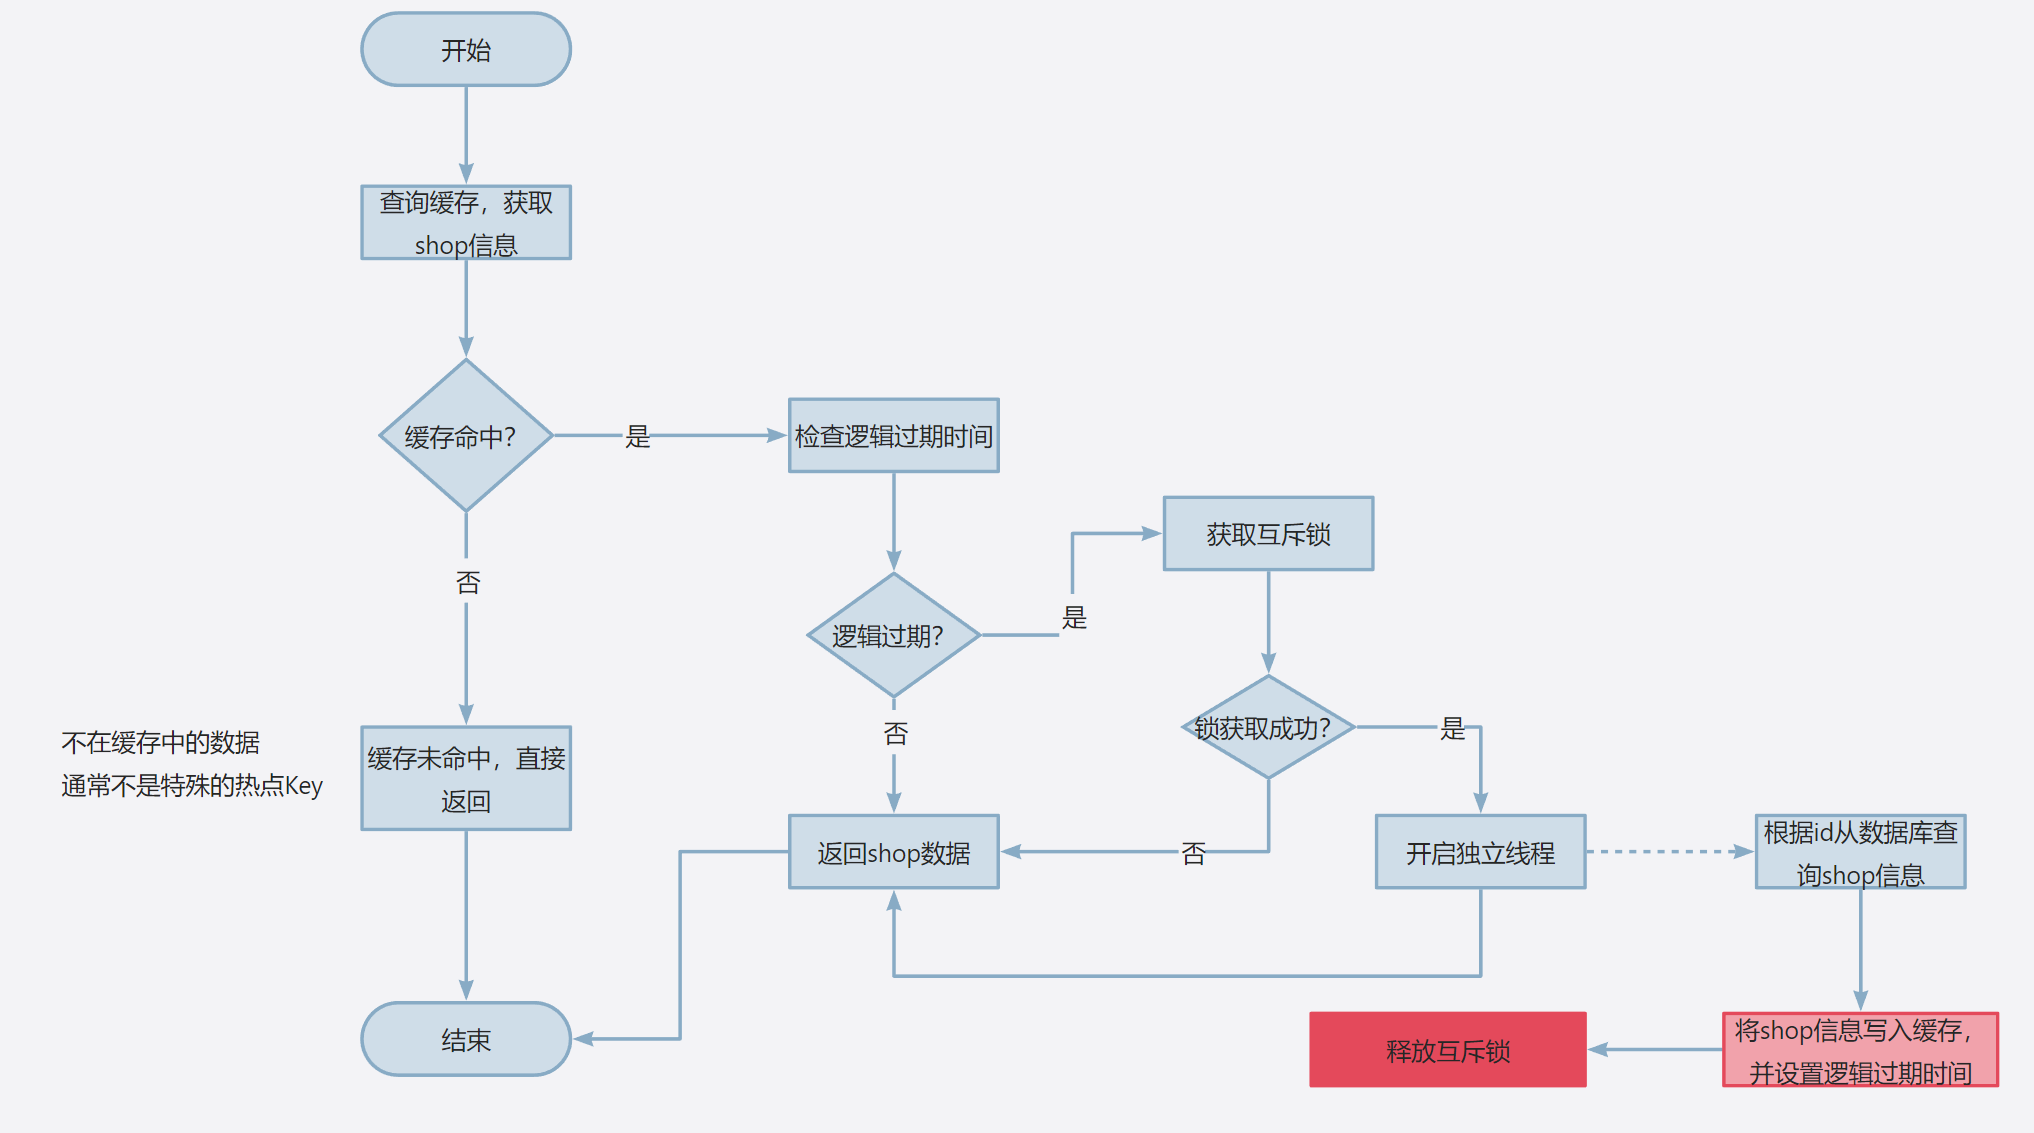 开始
查询缓存，获取
shop信息
缓存命中？
是
检查逻辑过期时间
获取互斥锁
否
逻辑过期？
是
锁获取成功？
是
否
不在缓存中的数据
通常不是特殊的热点Key
缓存未命中，直接
返回
返回shop数据
否
开启独立线程
根据id从数据库查
询shop信息
结束
释放互斥锁
将shop信息写入缓存，
并设置逻辑过期时间